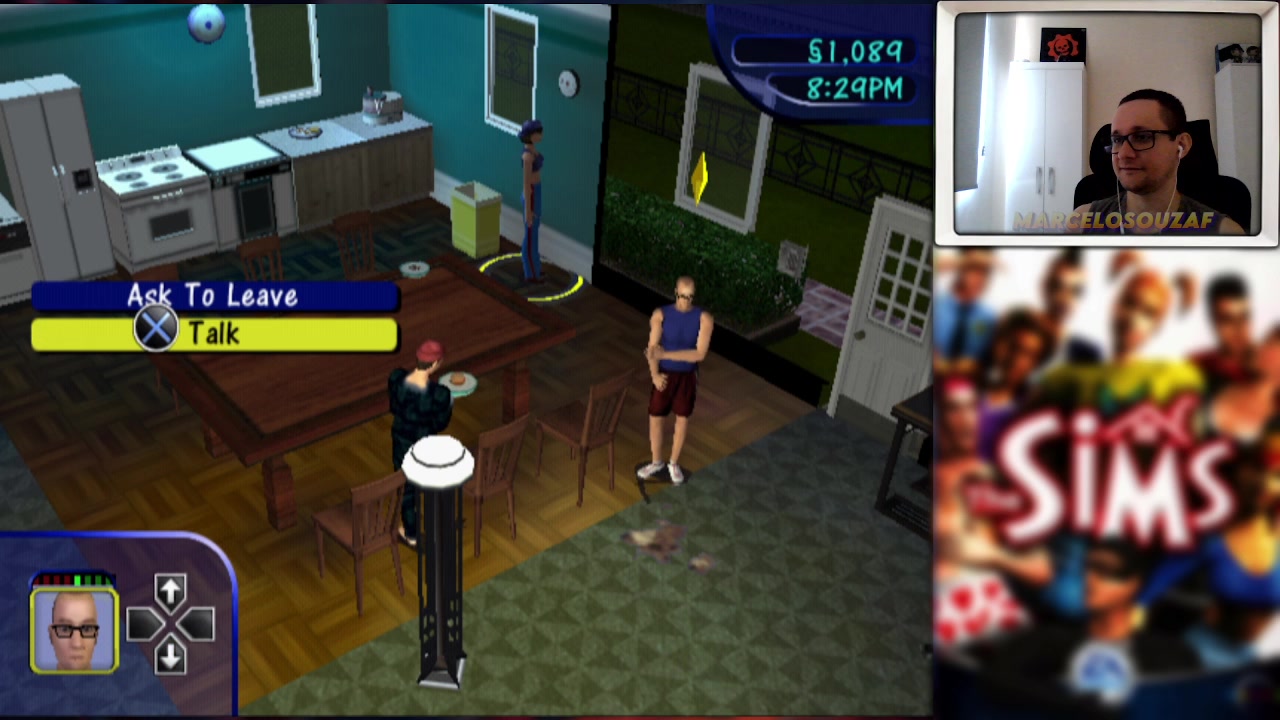 §1,089
8:29PM
Ask To Leave
Talk
MARCELOSOUZAF
The
SiMS